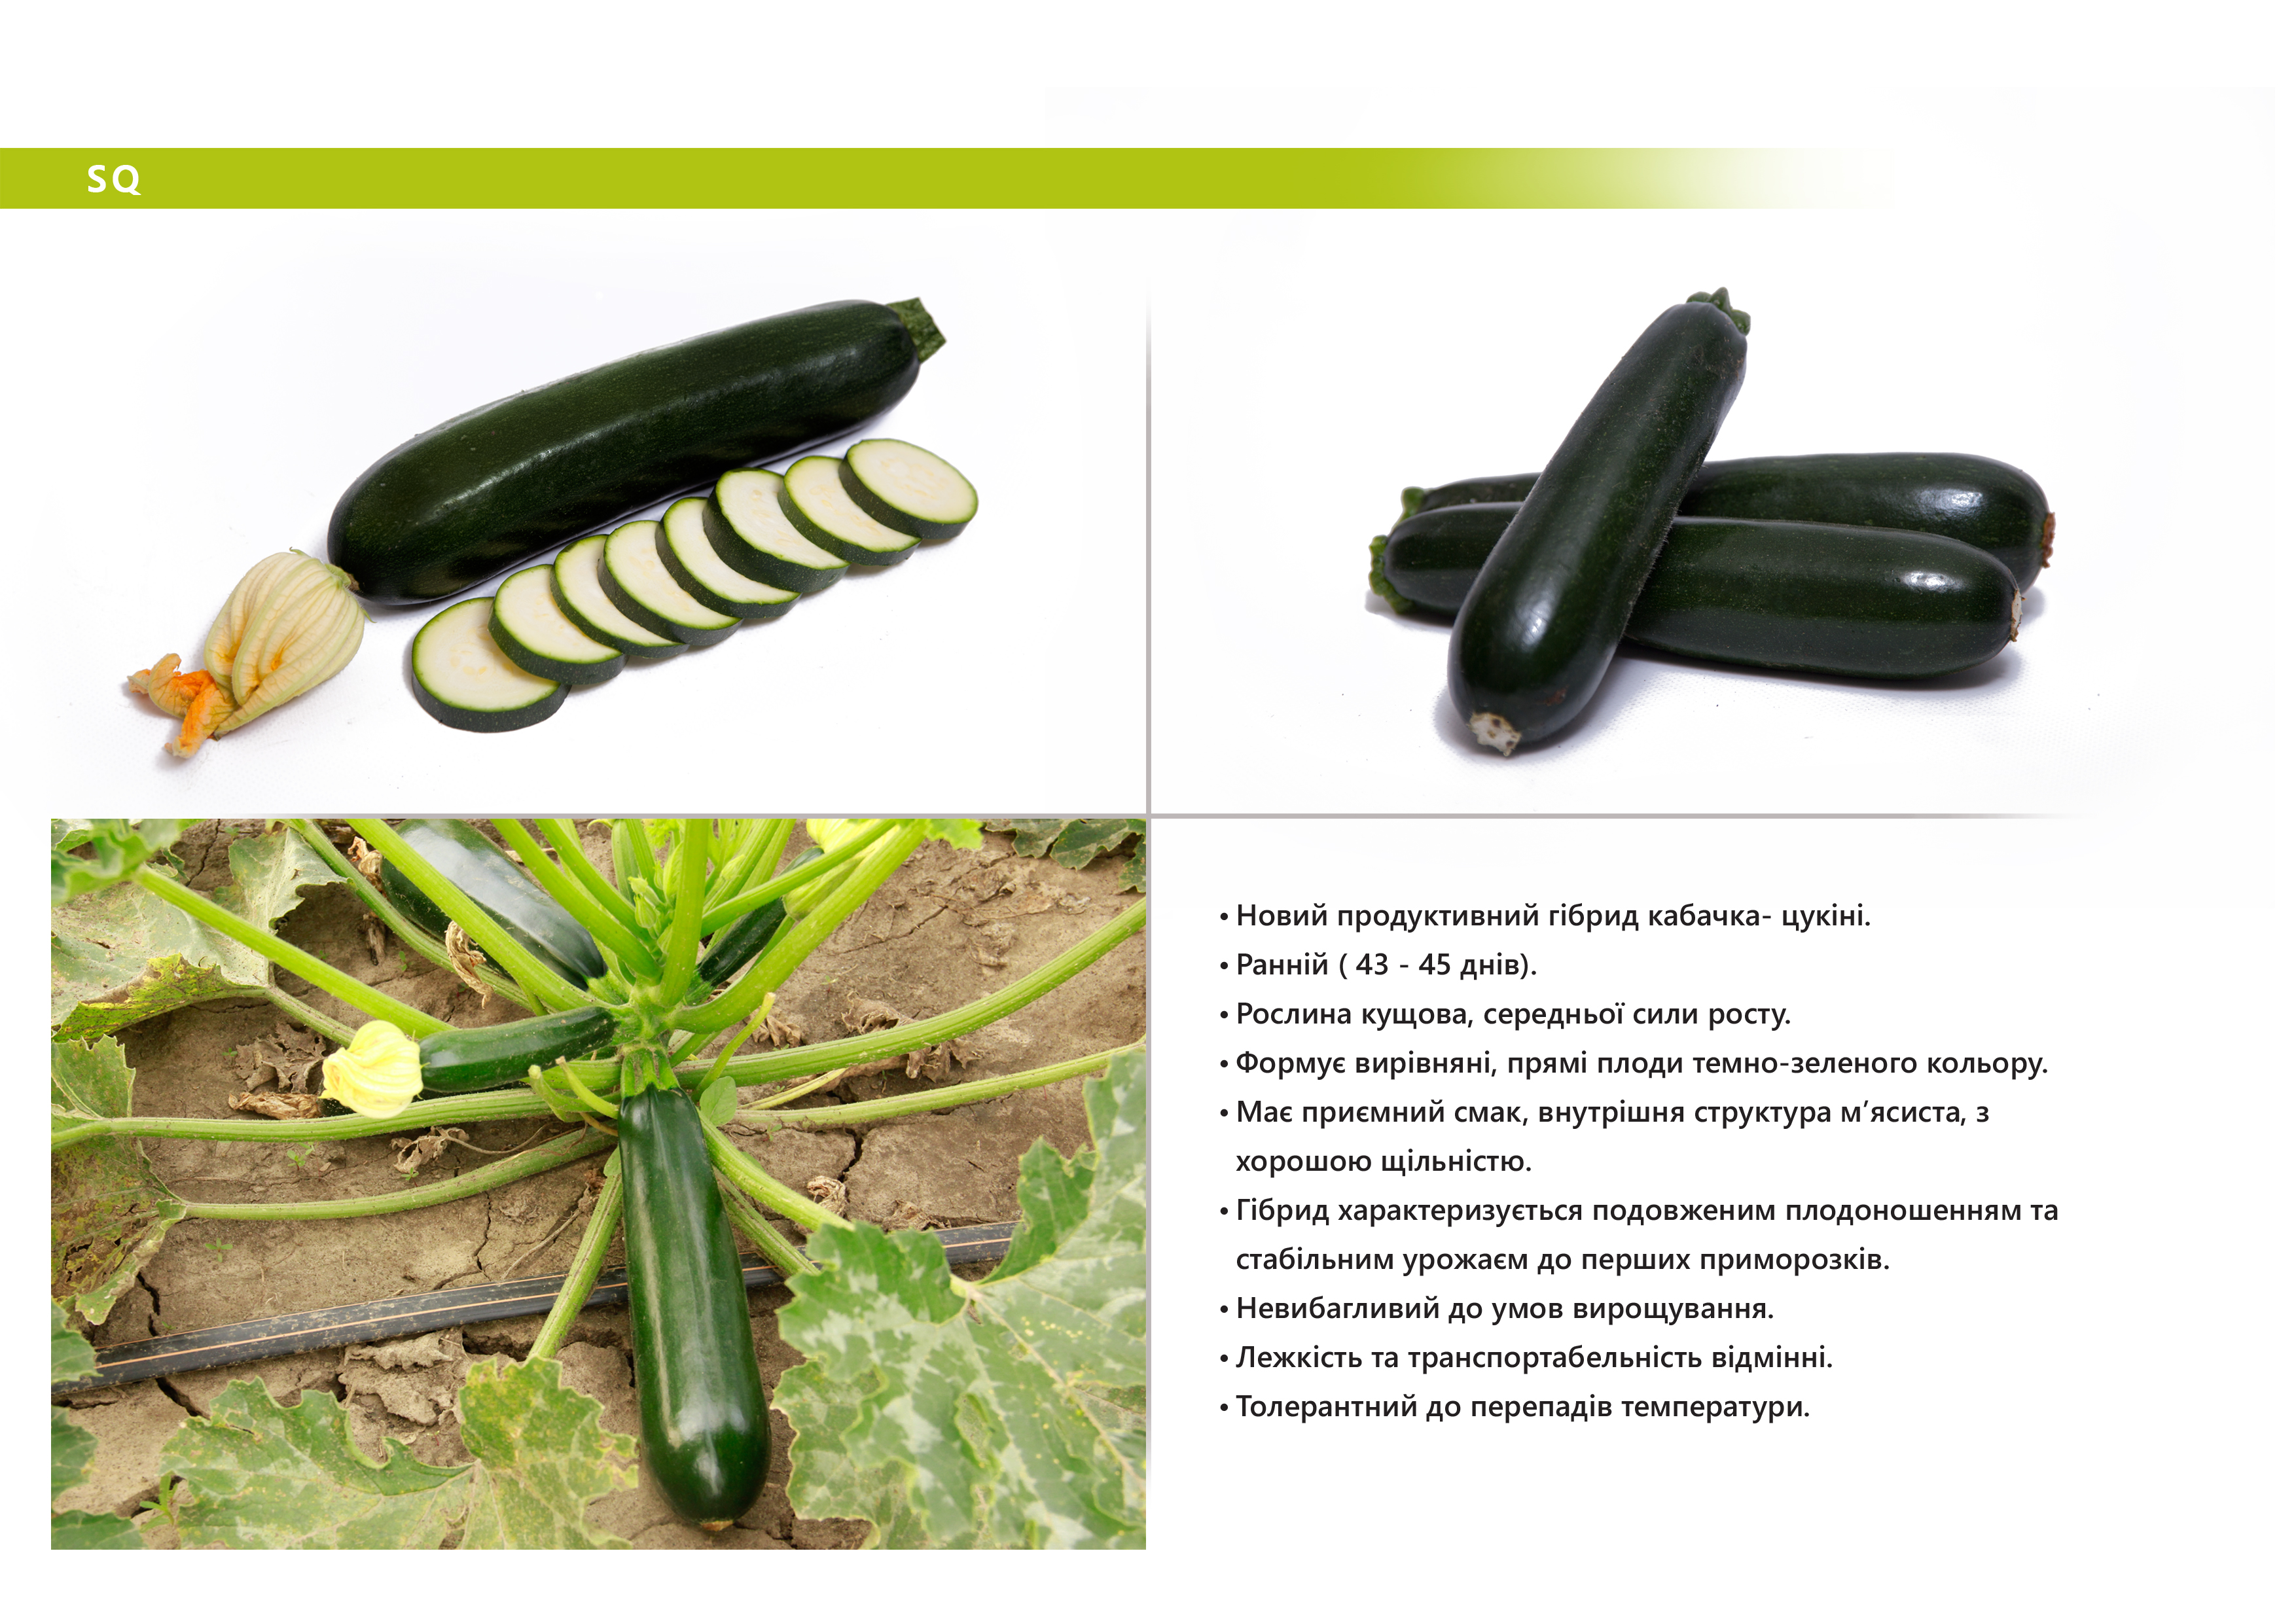 SQ
• Новий продуктивний гібрид кабачка- цукіні.
• Ранній ( 43 - 45 днів).
• Рослина кущова, середньої сили росту.
• Формує вирівняні, прямі плоди темно-зеленого кольору.
• Має приємний смак, внутрішня структура м’ясиста, з
хорошою щільністю.
• Гібрид характеризується подовженим плодоношенням та
стабільним урожаєм до перших приморозків.
• Невибагливий до умов вирощування.
• Лежкість та транспортабельність відмінні.
• Толерантний до перепадів температури.